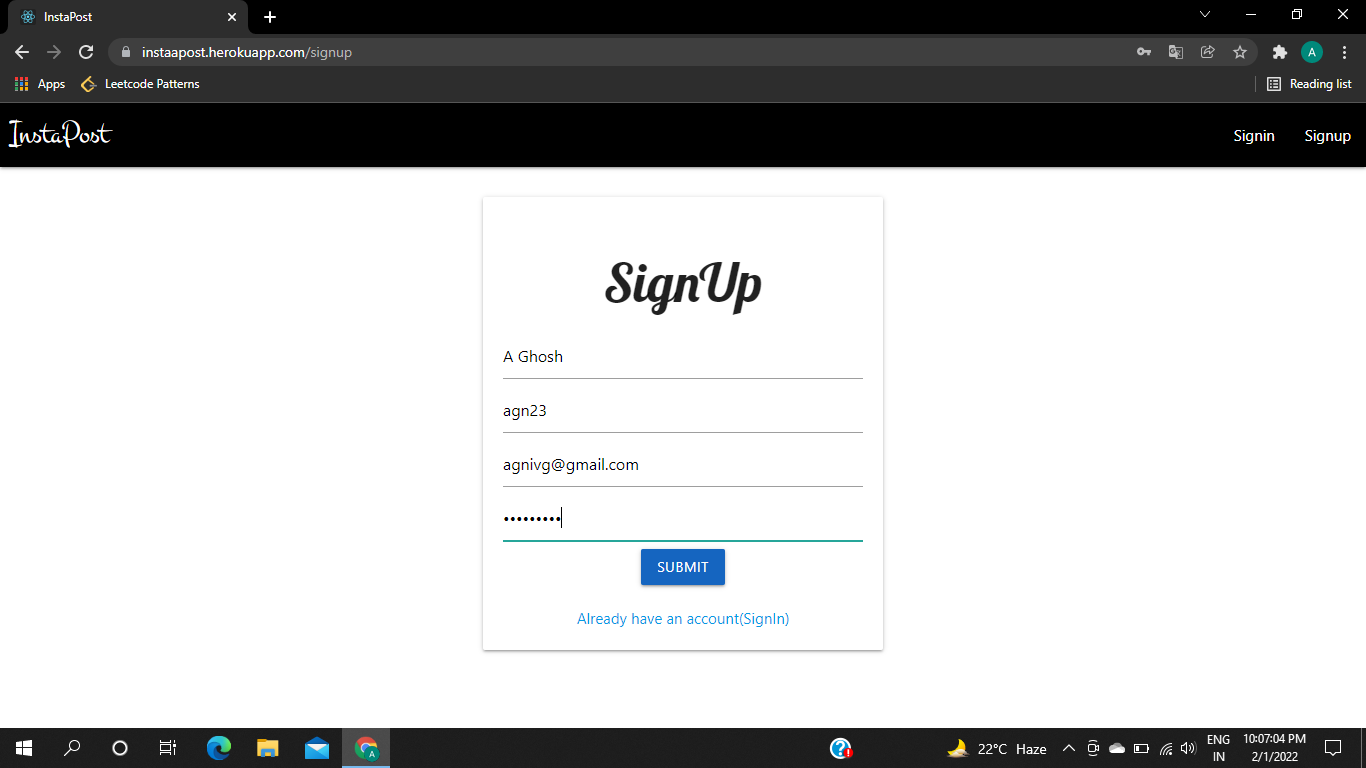 InstaPost
instaapost.herokuapp.com/signup
A
Apps
Leetcode Patterns
Reading list
InstaPost
Signin
Signup
SignUp
A Ghosh
agn23
agnivg@gmail.com
•••••••••
SUBMIT
Already have an account(SignIn)
A
22°C Haze
ENG
IN
10:07:04 PM
2/1/2022